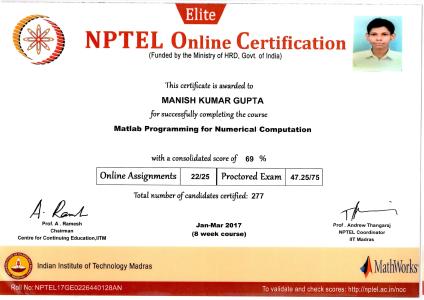 Elite
NPTEL Online Certification
(Funded by the Ministry of HRD, Govt. of India)
This certificate is awarded to
MANISH KUMAR GUPTA
for successfully completing the course
Matlab Programming for Numerical Computation
with a consolidated score of 69 %
Online Assignments 22/25 Proctored Exam 47.25/75
Total number of candidates certified: 277
Prof. A. Ramesh
Chairman
Centre for Continuing Education,IITM
Jan-Mar 2017
(8 week course)
Prof. Andrew Thangaraj
NPTEL Coordinator
IIT Madras
Indian Institute of Technology Madras
MathWorks
Roll No: NPTEL17GE0226440128AN
To validate and check scores: http://nptel.ac.in/noc